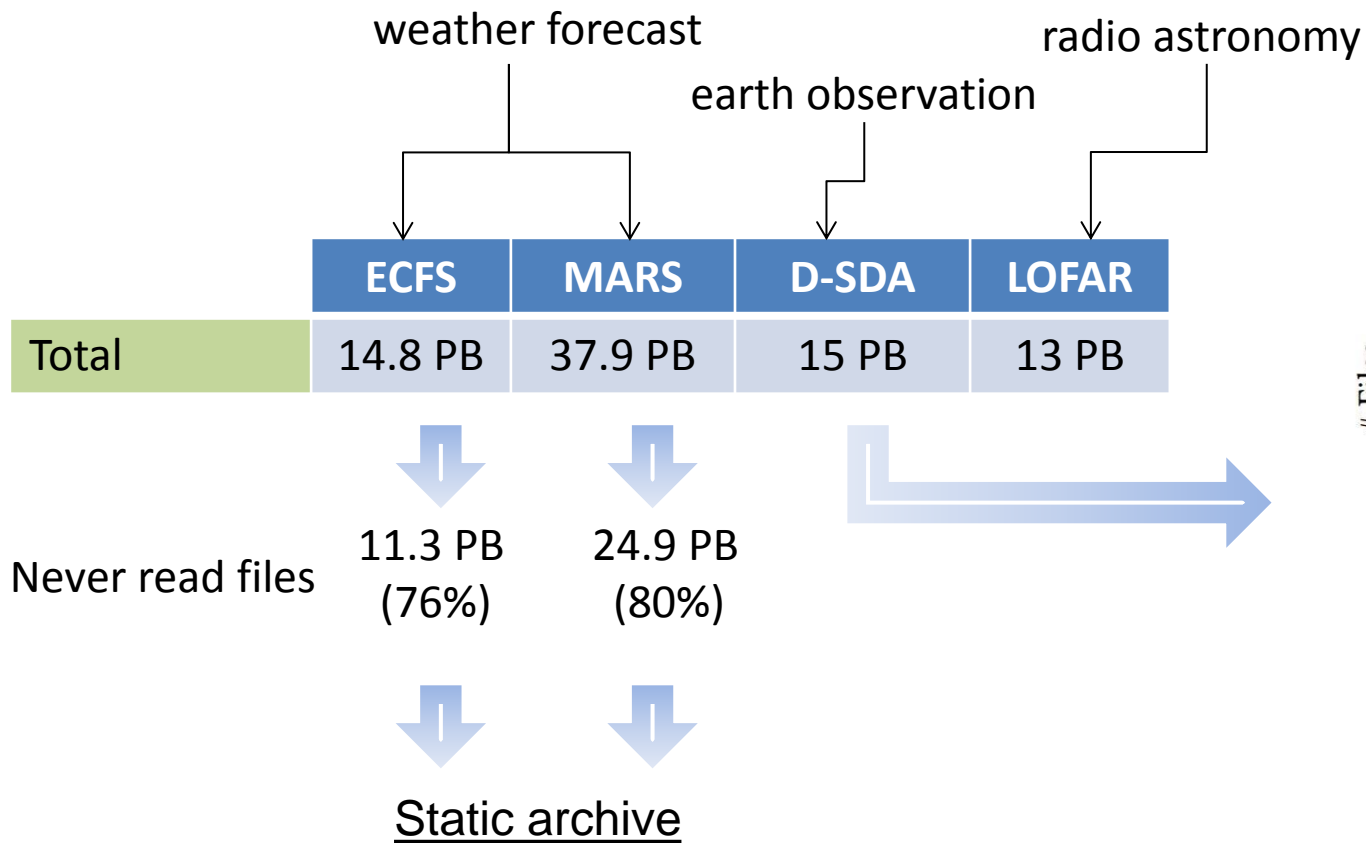 weather forecast
radio astronomy
earth observation
ECFS MARS D-SDA LOFAR
Total 14.8 PB 37.9 PB 15 PB 13 PB
Never read files
11.3 PB 24.9 PB
(76%) (80%)
Static archive